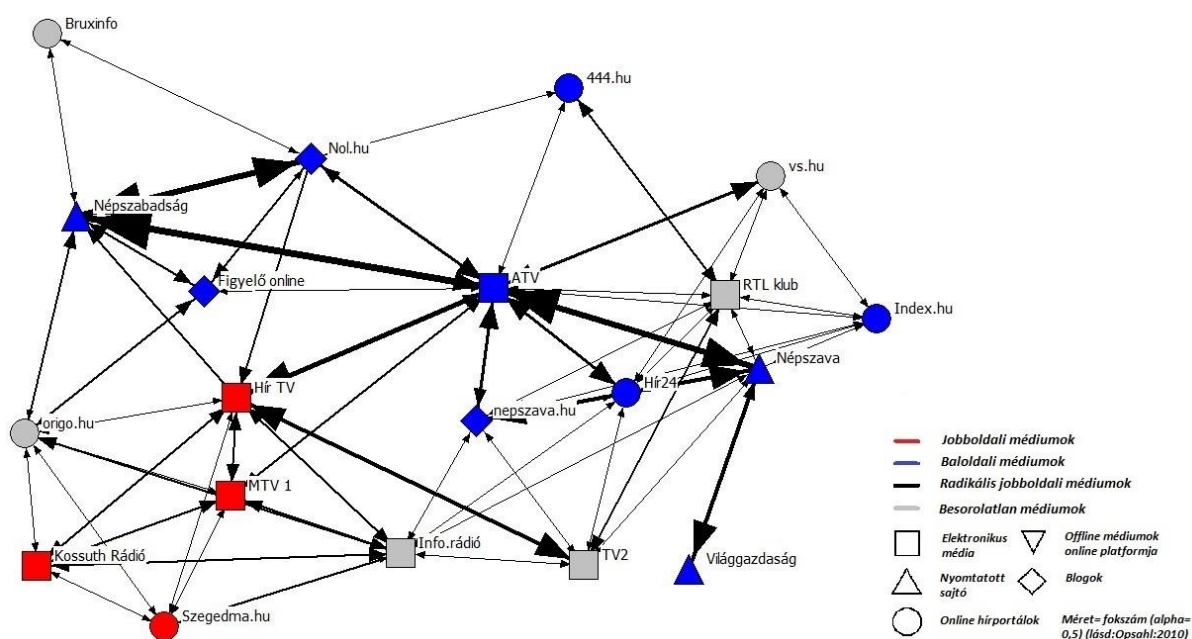 Bruxinfo
444.hu
Nol.hu
vs.hu
Népszabadság
Figyelő online
ATV
RTL klub
Index.hu
Népszava
Hír TV
Hír24
nepszava.hu
origo.hu
MTV 1
Info.rádió
TV2
Kossuth Rádió
Világgazdaság
Szegedma.hu
Jobboldali médiumok
Baloldali médiumok
Radikális jobboldali médiumok
Besorolatlan médiumok
Elektronikus
média
Offline médiumok
online platformja
Nyomtatott
sajtó
Blogok
Online hírportálok
Méret= fokszám (alpha=
0,5) (lásd:Opsahl:2010)